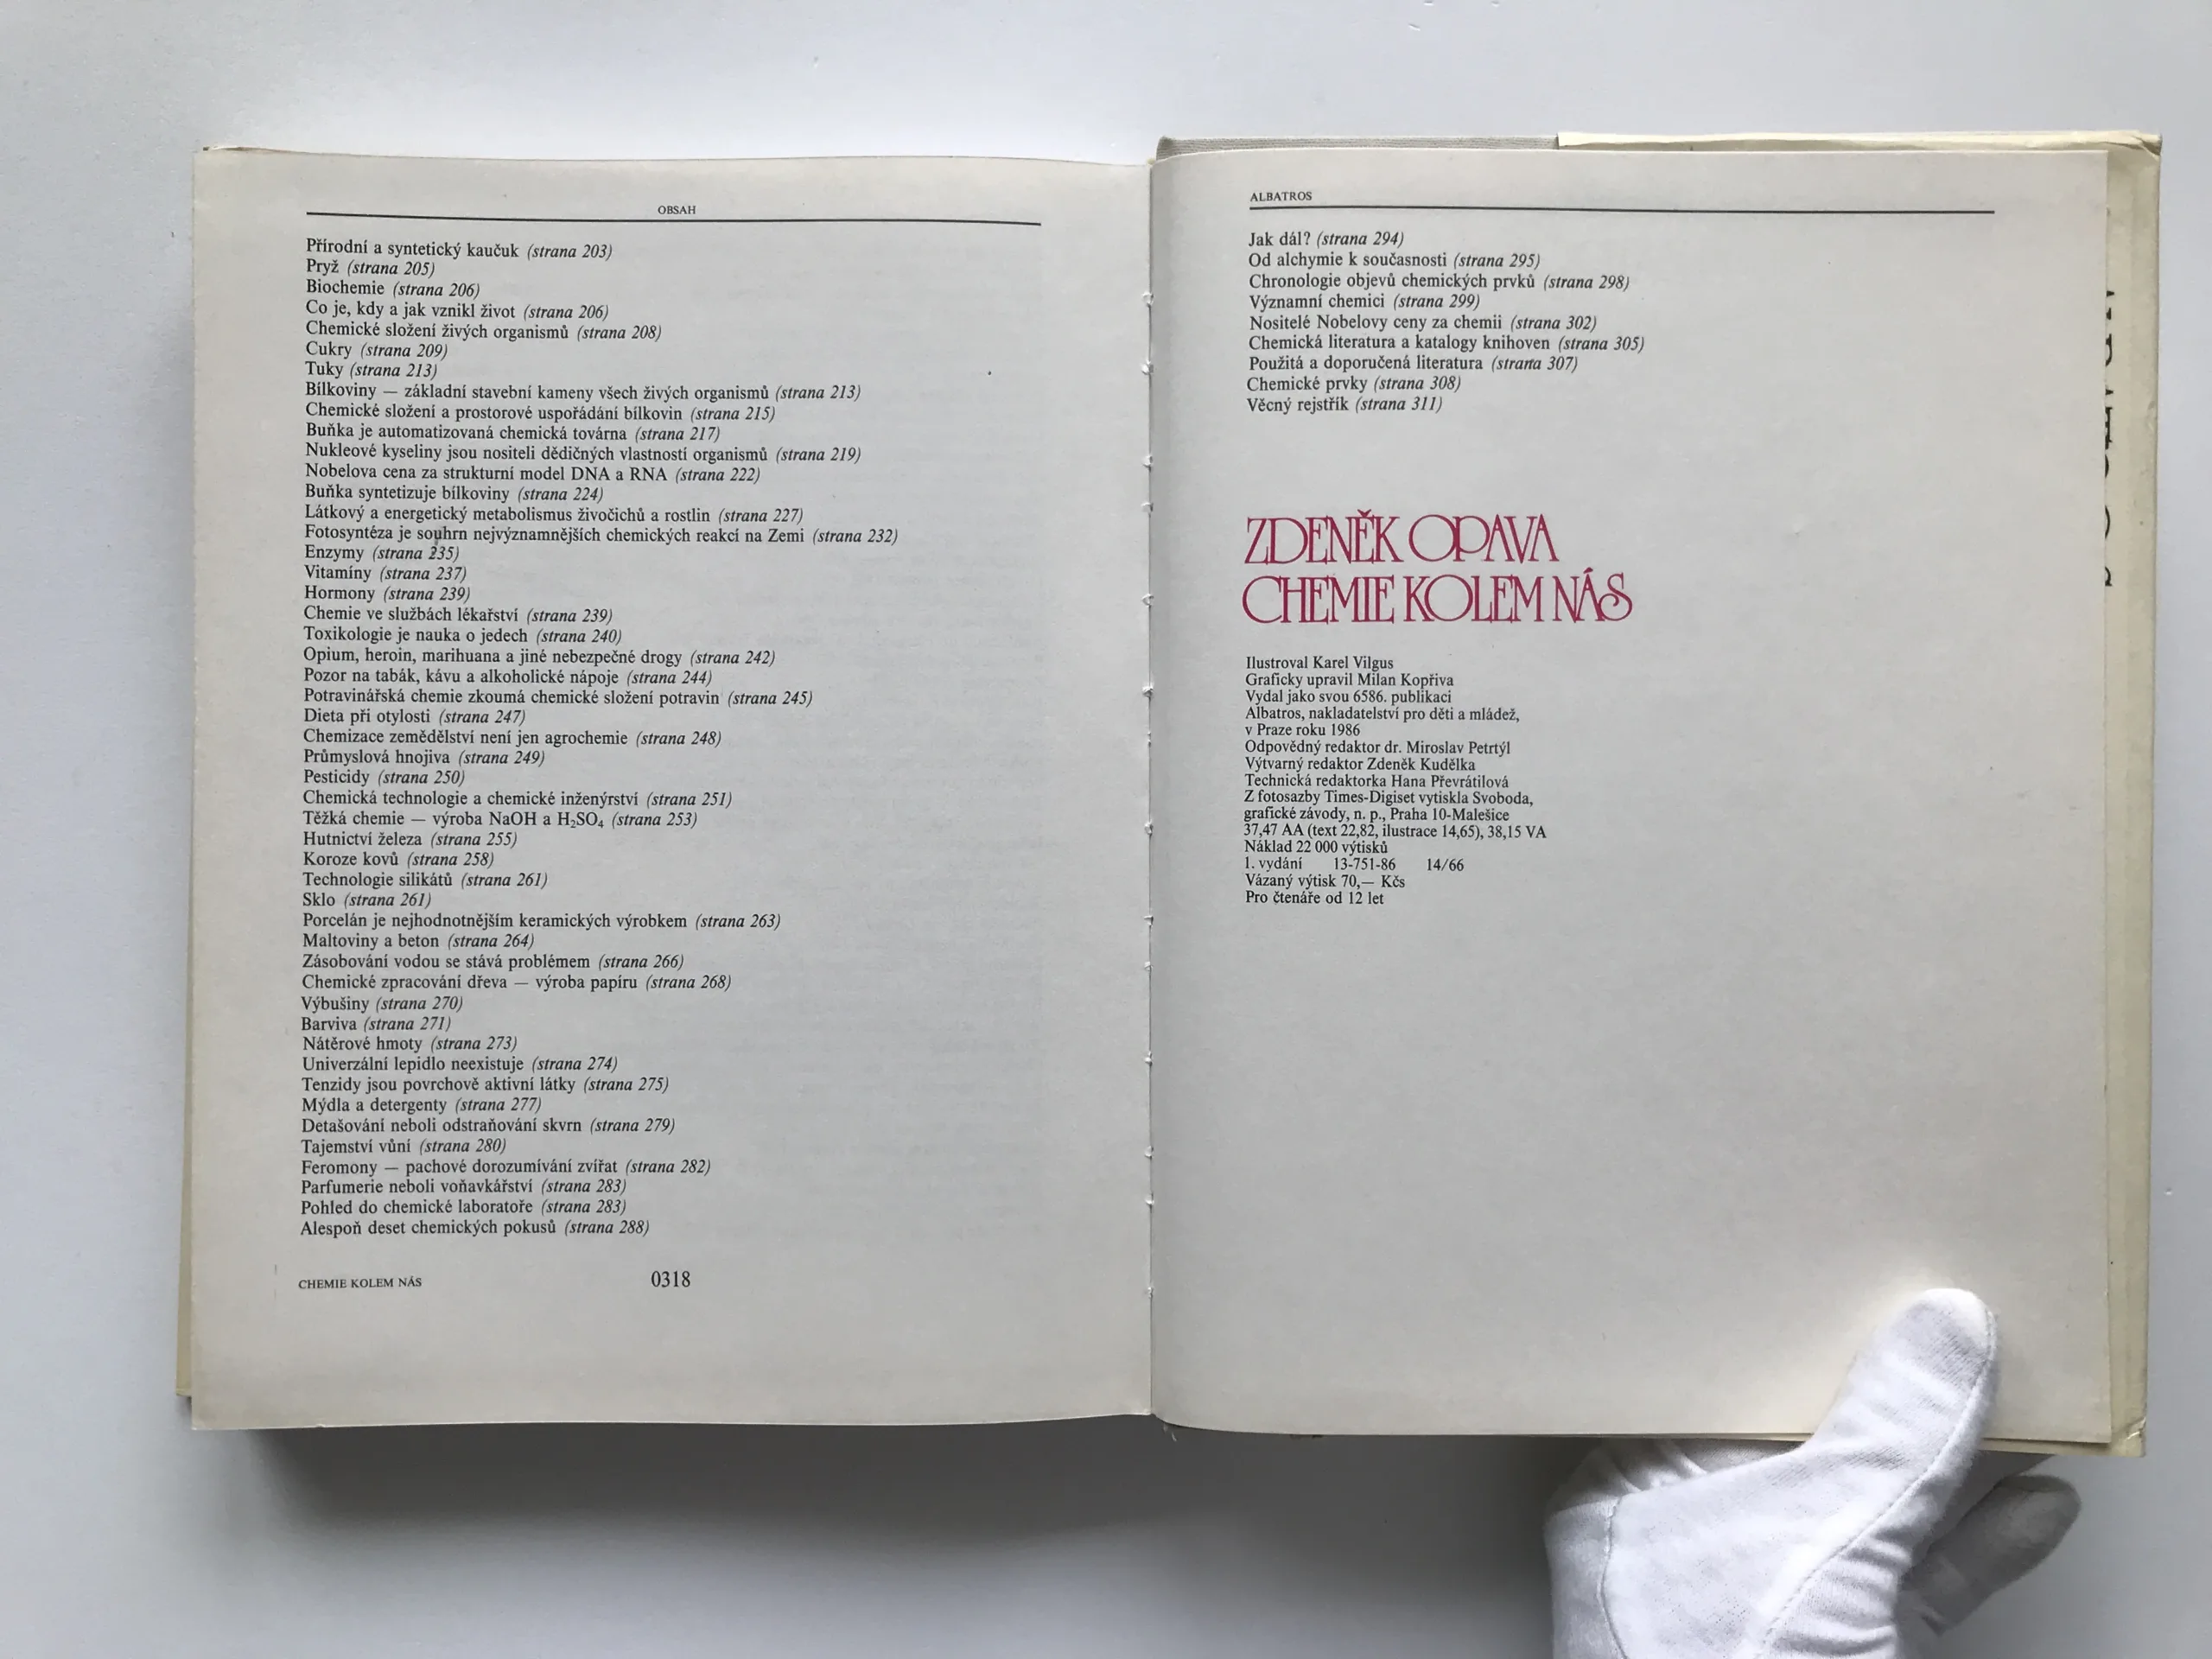 OBSAH
Přírodní a syntetický kaučuk (strana 203)
Pryž (strana 205)
Biochemie (strana 206)
Co je, kdy a jak vznikl život (strana 206)
Chemické složení živých organismů (strana 208)
Cukry (strana 209)
Tuky (strana 213)
Bílkoviny — základní stavební kameny všech živých organismů (strana 213)
Chemické složení a prostorové uspořádání bílkovin (strana 215)
Buňka je automatizovaná chemická továrna (strana 217)
Nukleové kyseliny jsou nositeli dědičných vlastností organismů (strana 219)
Nobelova cena za strukturní model DNA a RNA (strana 222)
Buňka syntetizuje bílkoviny (strana 224)
Látkový a energetický metabolismus živočichů a rostlin (strana 227)
Fotosyntéza je souhrn nejvýznamnějších chemických reakcí na Zemi (strana 232)
Enzymy (strana 235)
Vitamíny (strana 237)
Hormony (strana 239)
Chemie ve službách lékařství (strana 239)
Toxikologie je nauka o jedech (strana 240)
Opium, heroin, marihuana a jiné nebezpečné drogy (strana 242)
Pozor na tabák, kávu a alkoholické nápoje (strana 244)
Potravinářská chemie zkoumá chemické složení potravin (strana 245)
Dieta při otylosti (strana 247)
Chemizace zemědělství není jen agrochemie (strana 248)
Průmyslová hnojiva (strana 249)
Pesticidy (strana 250)
Chemická technologie a chemické inženýrství (strana 251)
Těžká chemie — výroba NaOH a H₂SO₄ (strana 253)
Hutnictví železa (strana 255)
Koroze kovů (strana 258)
Technologie silikátů (strana 261)
Sklo (strana 261)
Porcelán je nejhodnotnějším keramických výrobkem (strana 263)
Maltoviny a beton (strana 264)
Zásobování vodou se stává problémem (strana 266)
Chemické zpracování dřeva — výroba papíru (strana 268)
Výbušiny (strana 270)
Barviva (strana 271)
Nátěrové hmoty (strana 273)
Univerzální lepidlo neexistuje (strana 274)
Tenzidy jsou povrchově aktivní látky (strana 275)
Mýdla a detergenty (strana 277)
Detašování neboli odstraňování skvrn (strana 279)
Tajemství vůní (strana 280)
Feromony — pachové dorozumívání zvířat (strana 282)
Parfumerie neboli voňavkářství (strana 283)
Pohled do chemické laboratoře (strana 283)
Alespoň deset chemických pokusů (strana 288)
CHEMIE KOLEM NÁS 0318
ALBATROS
Jak dál? (strana 294)
Od alchymie k současnosti (strana 295)
Chronologie objevů chemických prvků (strana 298)
Významní chemici (strana 299)
Nositelé Nobelovy ceny za chemii (strana 302)
Chemická literatura a katalogy knihoven (strana 305)
Použitá a doporučená literatura (strana 307)
Chemické prvky (strana 308)
Věcný rejstřík (strana 311)
ZDENĚK OPAVA
CHEMIE KOLEM NÁS
Ilustroval Karel Vilgus
Graficky upravil Milan Kopřiva
Vydal jako svou 6586. publikaci
Albatros, nakladatelství pro děti a mládež,
v Praze roku 1986
Odpovědný redaktor dr. Miroslav Petrtýl
Výtvarný redaktor Zdeněk Kudělka
Technická redaktorka Hana Převrátilová
Z fotosazby Times-Digiset vytiskla Svoboda,
grafické závody, n. p., Praha 10-Malešice
37,47 AA (text 22,82, ilustrace 14,65), 38,15 VA
Náklad 22 000 výtisků
1. vydání 13-751-86 14/66
Vázaný výtisk 70,— Kčs
Pro čtenáře od 12 let